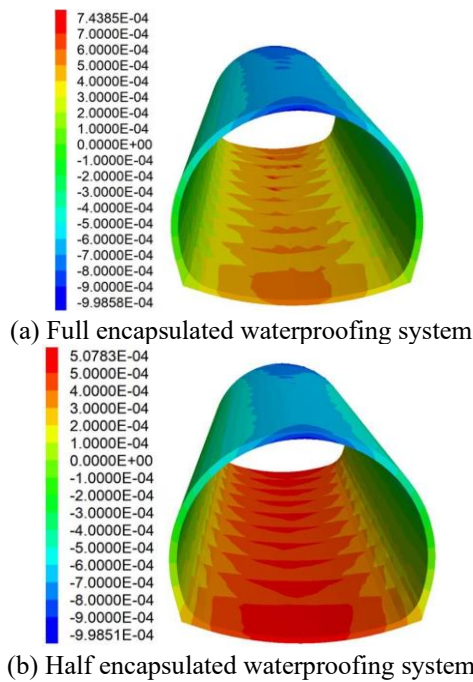 7.4385E-04
7.0000E-04
6.0000E-04
5.0000E-04
4.0000E-04
3.0000E-04
2.0000E-04
1.0000E-04
0.0000E+00
-1.0000E-04
-2.0000E-04
-3.0000E-04
-4.0000E-04
-5.0000E-04
-6.0000E-04
-7.0000E-04
-8.0000E-04
-9.0000E-04
-9.9858E-04
(a) Full encapsulated waterproofing system
5.0783E-04
5.0000E-04
4.0000E-04
3.0000E-04
2.0000E-04
1.0000E-04
0.0000E+00
-1.0000E-04
-2.0000E-04
-3.0000E-04
-4.0000E-04
-5.0000E-04
-6.0000E-04
-7.0000E-04
-8.0000E-04
-9.0000E-04
-9.9851E-04
(b) Half encapsulated waterproofing system